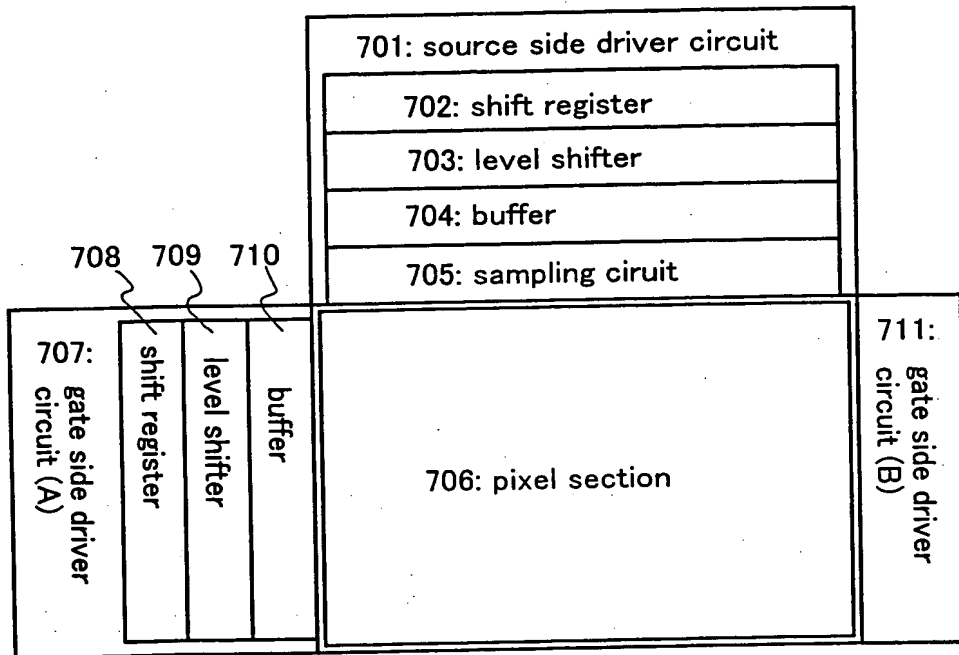 701: source side driver circuit
702: shift register
703: level shifter
704: buffer
705: sampling ciruit
708
709
710
707:
gate side driver
circuit (A)
shift register
level shifter
buffer
706: pixel section
711:
gate side driver
circuit (B)